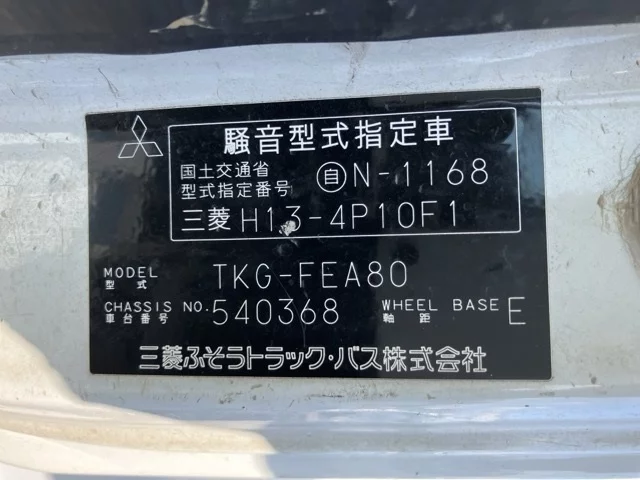 騒音型式指定車
国土交通省
型式指定番号 自N-1168
三菱 H13-4P10F1
MODEL
型式 TKG-FEA80
CHASSIS NO.
車台番号 540368
WHEEL BASE
軸距 E
三菱ふそうトラック・バス株式会社